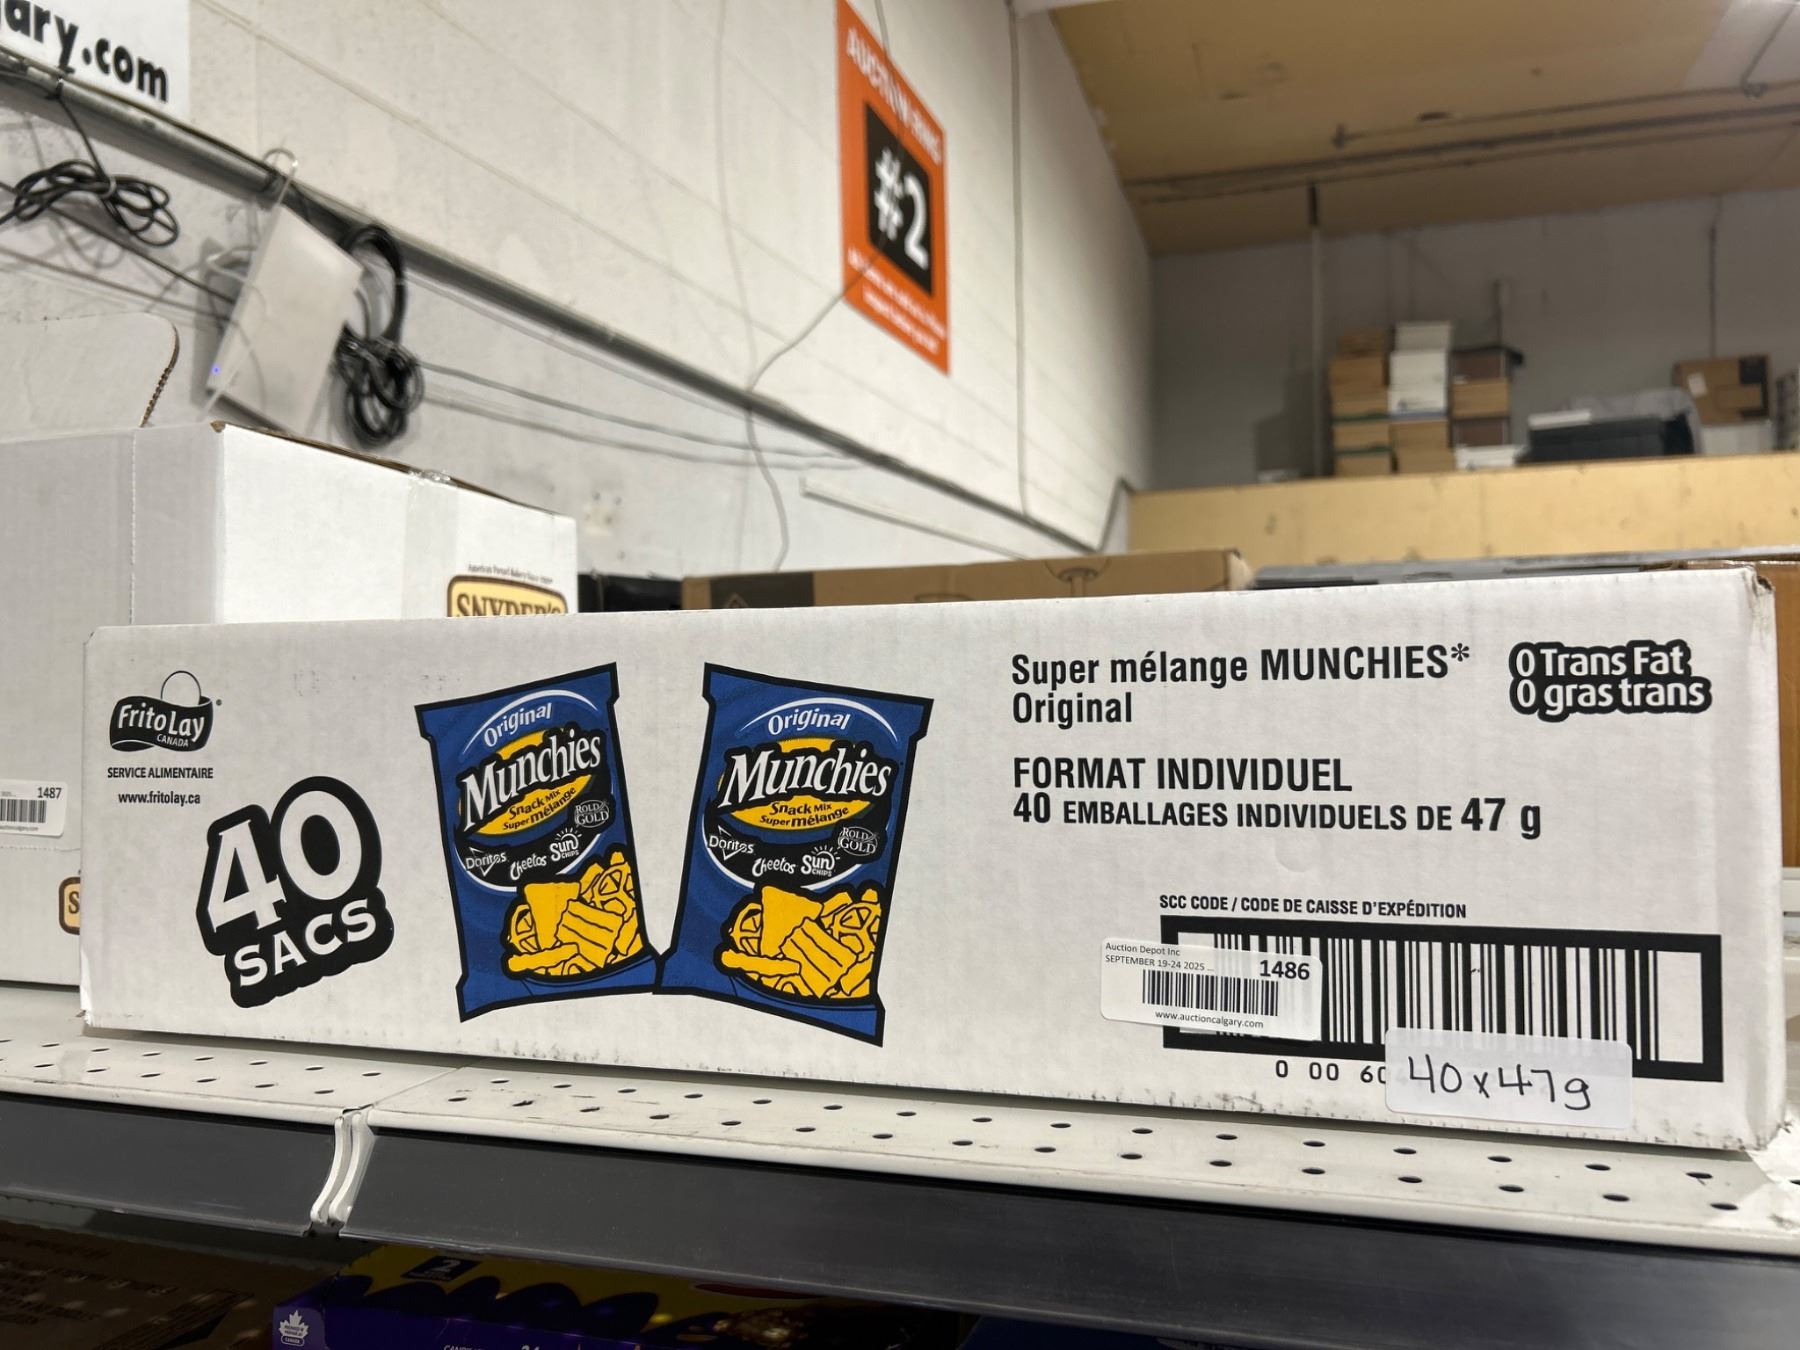 ary.com
#2
SNYDER'S
1487
FritoLay
CANADA
SERVICE ALIMENTAIRE
www.fritolay.ca
40
SACS
Original
Munchies
Snack Mix
Super mélange
ROLD
GOLD
Doritos
Cheetos
Sun
CHIPS
Original
Munchies
Snack Mix
Super mélange
ROLD
GOLD
Doritos
Cheetos
Sun
CHIPS
Super mélange MUNCHIES*
Original
0 Trans Fat
0 gras trans
FORMAT INDIVIDUEL
40 EMBALLAGES INDIVIDUELS DE 47 g
SCC CODE / CODE DE CAISSE D'EXPÉDITION
Auction Depot Inc
SEPTEMBER 19-24 2025...
1486
www.auctioncalgary.com
0 00 60
40x47g
S
2
CANADA